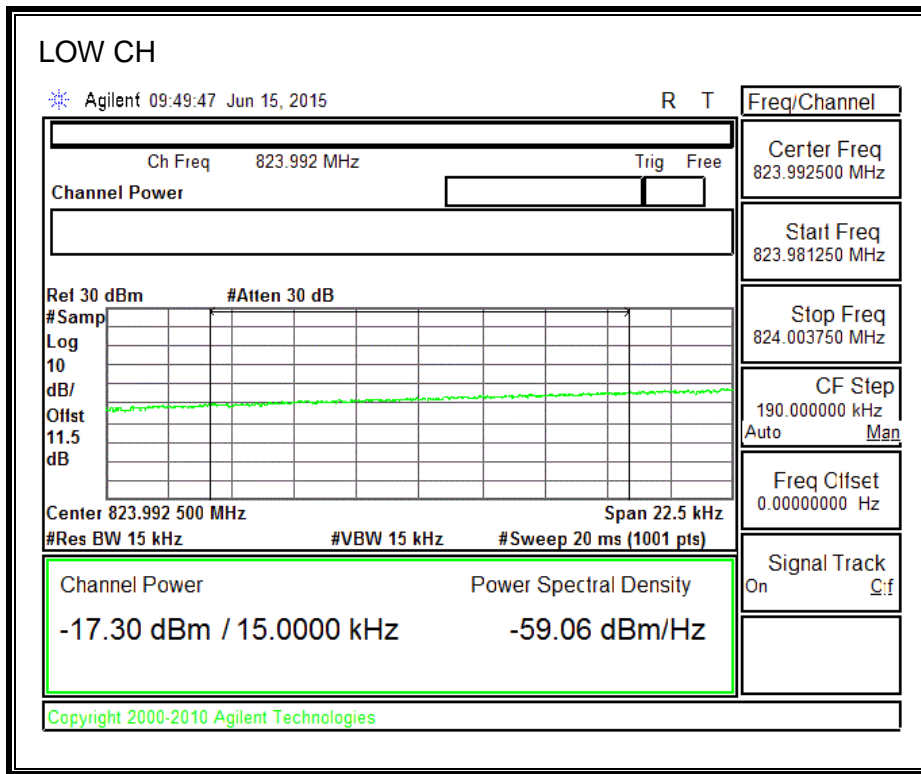 LOW CH
Agilent 09:49:47 Jun 15, 2015 R T
Freq/Channel
Ch Freq 823.992 MHz Trig Free
Channel Power
Center Freq
823.992500 MHz
Start Freq
823.981250 MHz
Stop Freq
824.003750 MHz
CF Step
190.000000 kHz
Auto Man
Freq Offset
0.00000000 Hz
Signal Track
On Off
Ref 30 dBm #Atten 30 dB
#Samp
Log
10
dB/
Offst
11.5
dB
Center 823.992 500 MHz Span 22.5 kHz
#Res BW 15 kHz #VBW 15 kHz #Sweep 20 ms (1001 pts)
Channel Power Power Spectral Density
-17.30 dBm / 15.0000 kHz -59.06 dBm/Hz
Copyright 2000-2010 Agilent Technologies